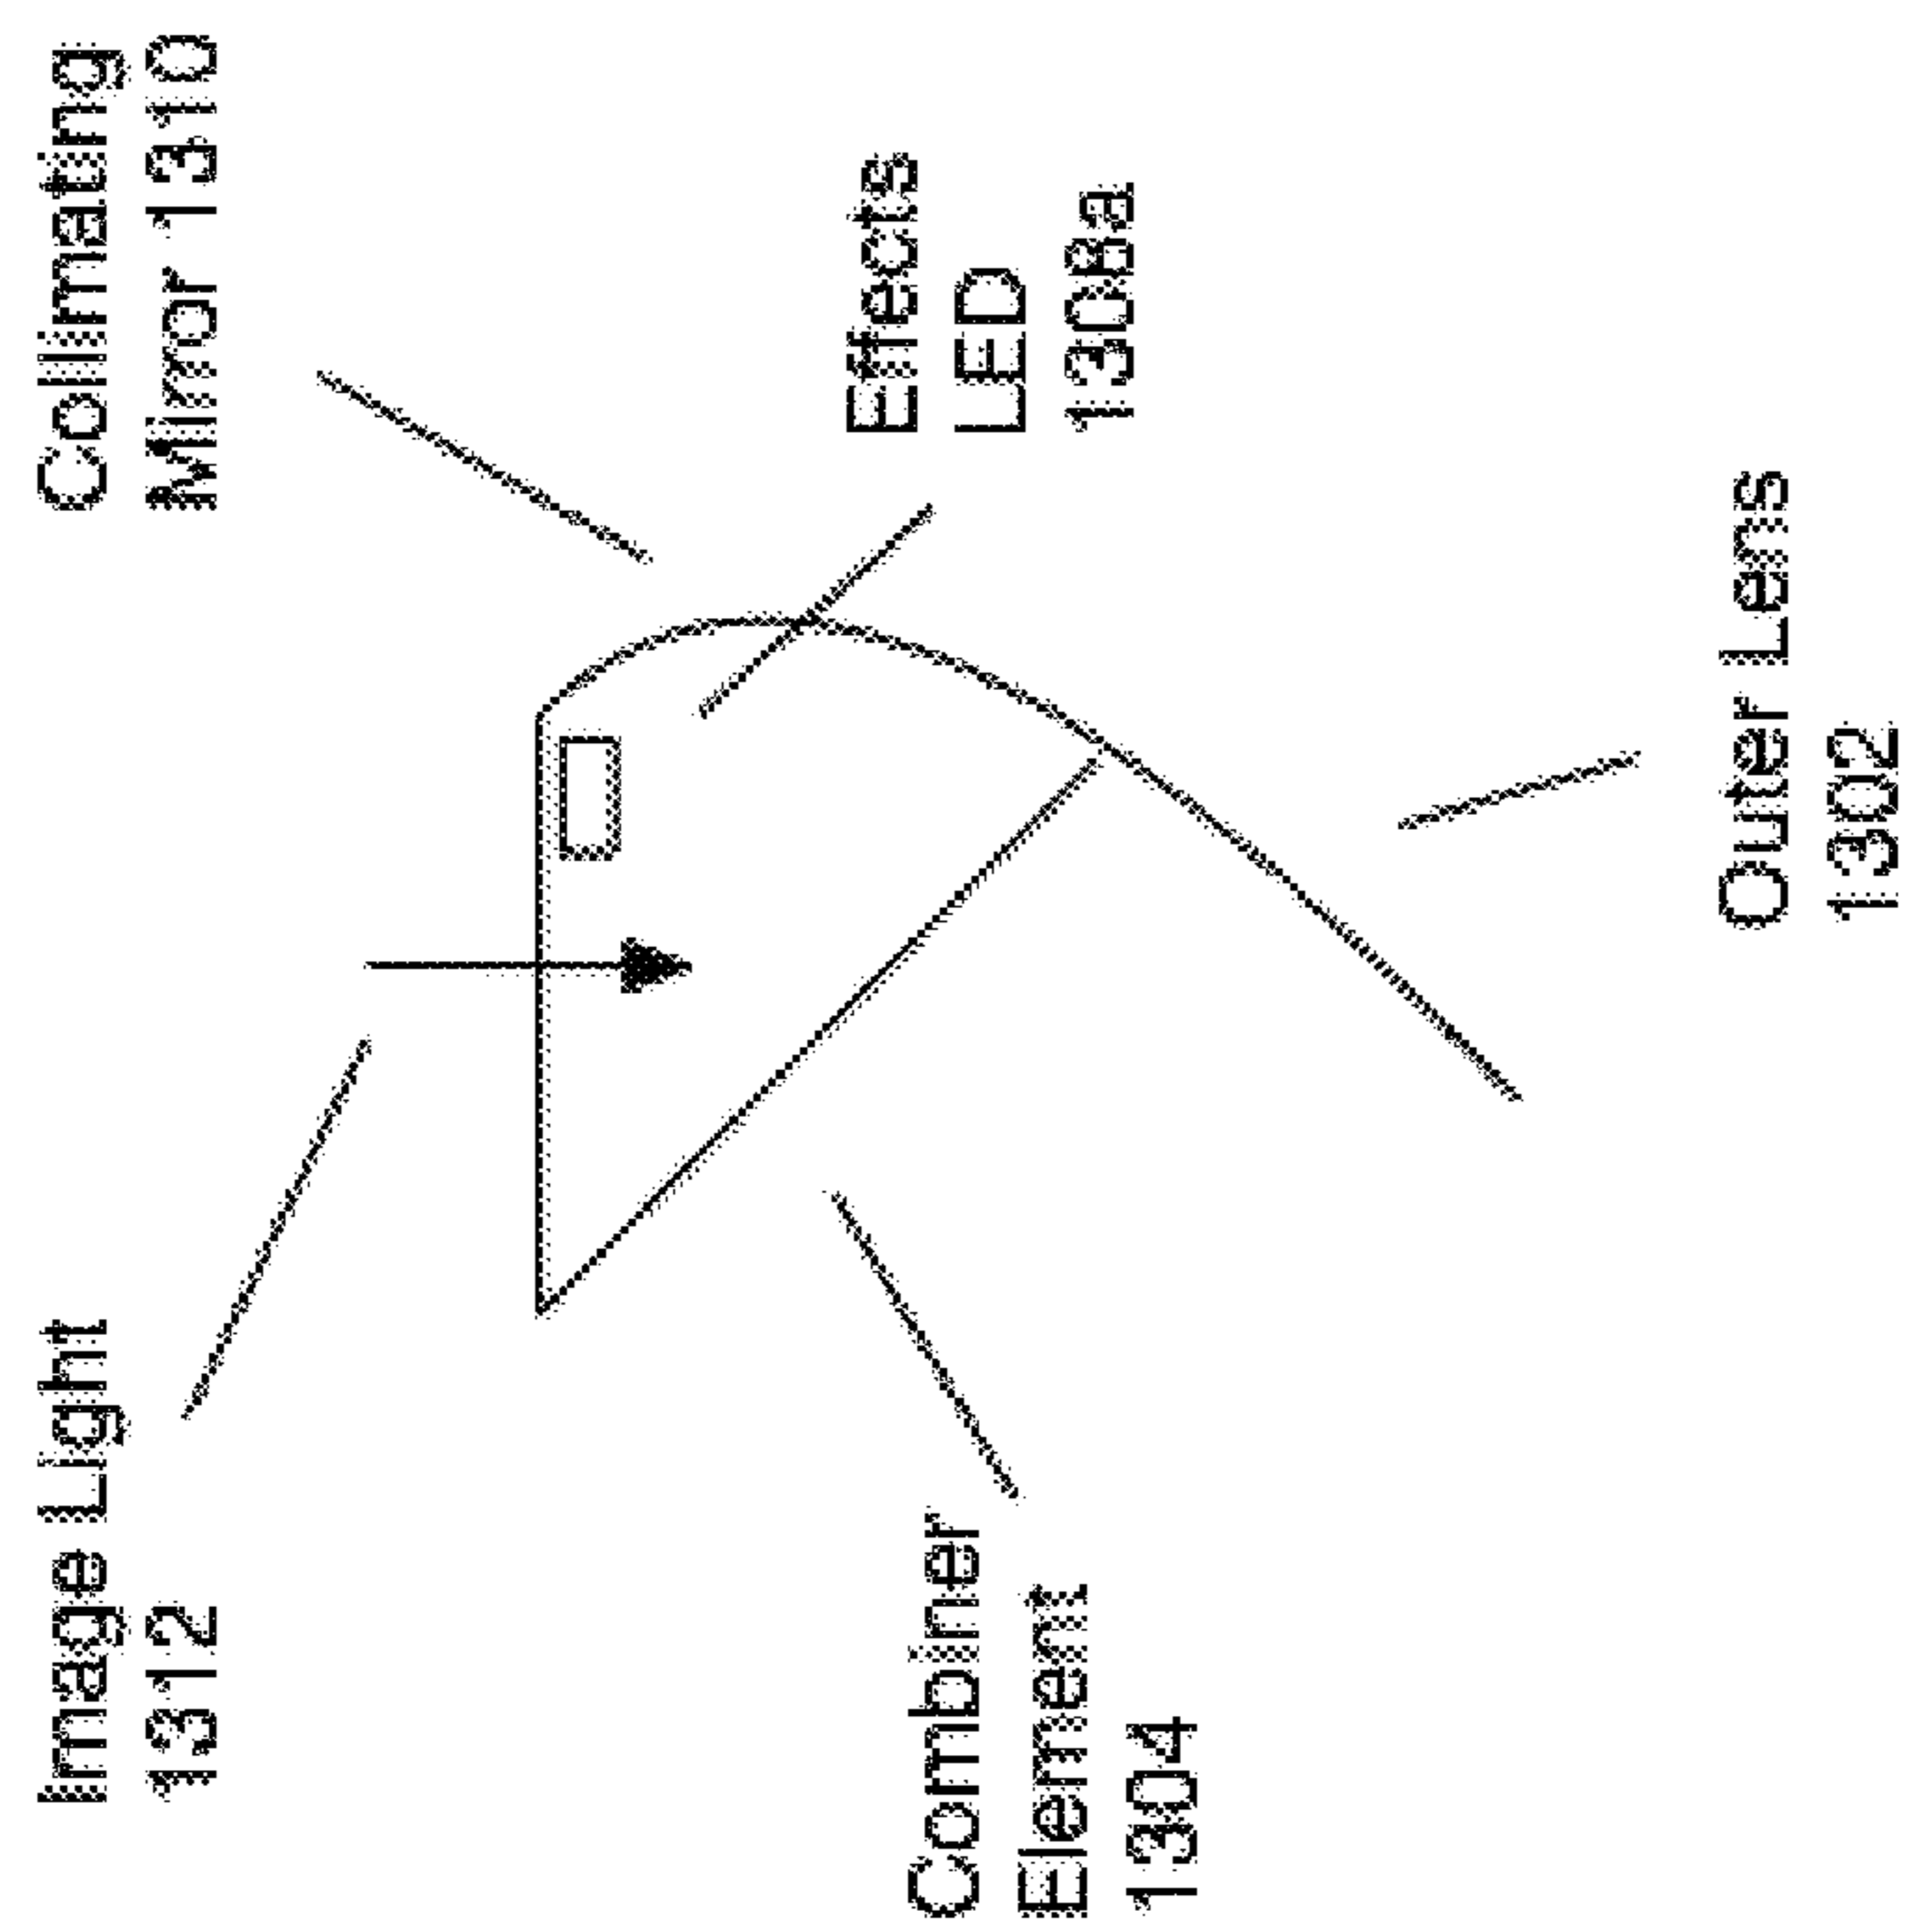 Image Light
1312
Collimating
Mirror 1310
Effects
LED
1308a
Combiner
Element
1304
Outer Lens
1302